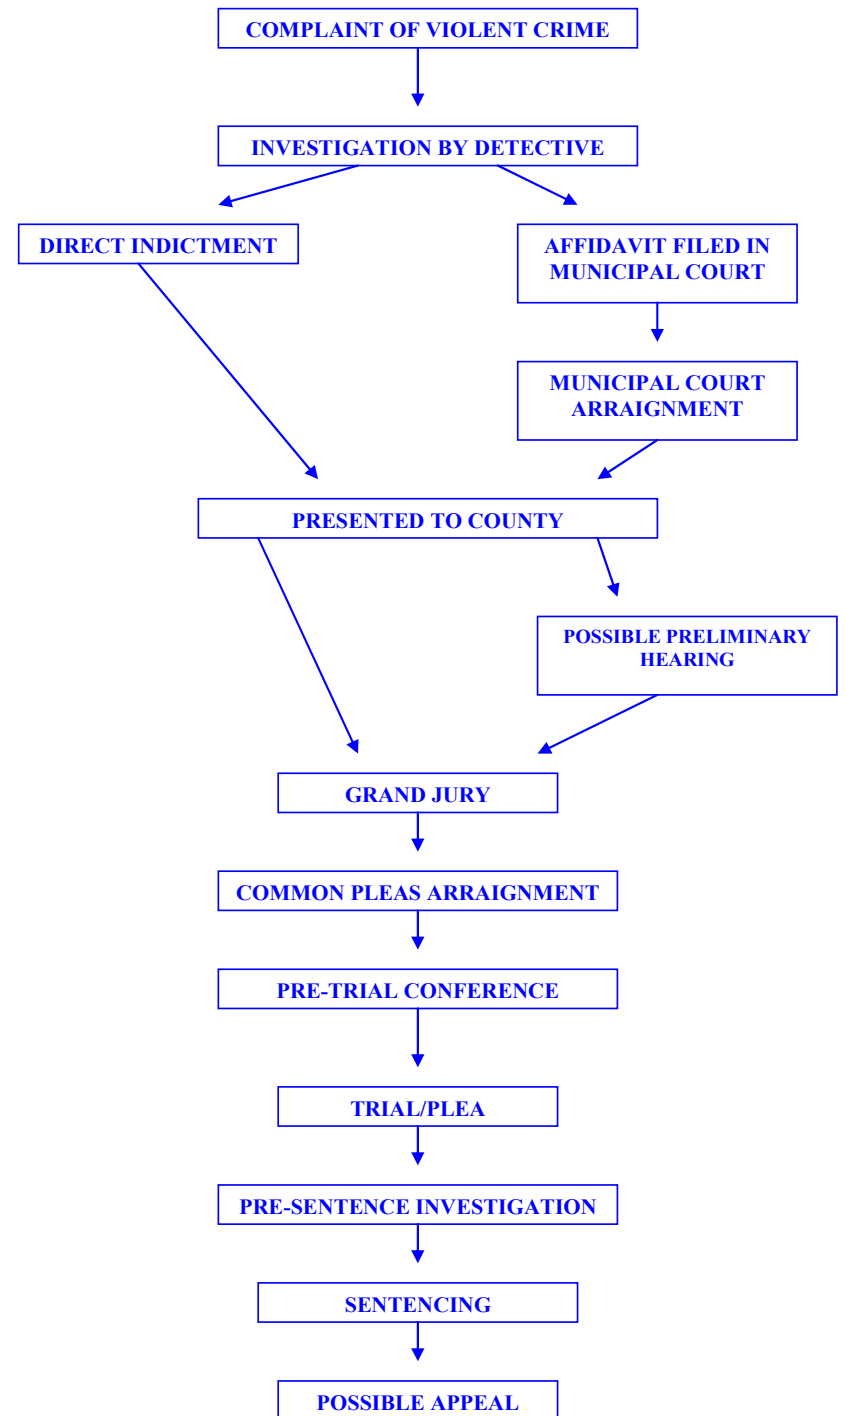 COMPLAINT OF VIOLENT CRIME
INVESTIGATION BY DETECTIVE
DIRECT INDICTMENT
AFFIDAVIT FILED IN
MUNICIPAL COURT
MUNICIPAL COURT
ARRAIGNMENT
PRESENTED TO COUNTY
POSSIBLE PRELIMINARY
HEARING
GRAND JURY
COMMON PLEAS ARRAIGNMENT
PRE-TRIAL CONFERENCE
TRIAL/PLEA
PRE-SENTENCE INVESTIGATION
SENTENCING
POSSIBLE APPEAL